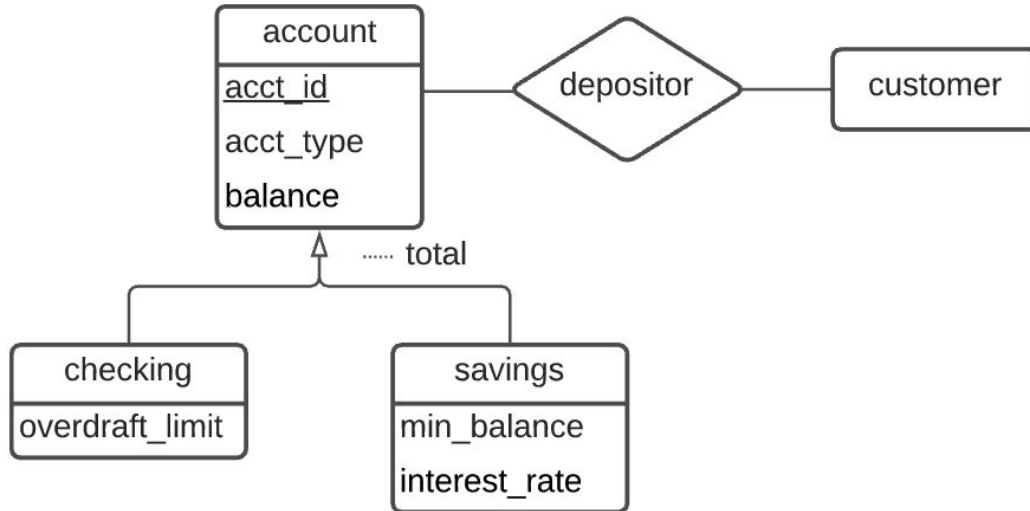 account
acct_id
acct_type
balance
depositor
customer
total
checking
overdraft_limit
savings
min_balance
interest_rate